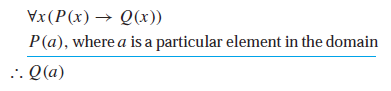 ∀x(P(x) → Q(x))
P(a), where a is a particular element in the domain
∴ Q(a)